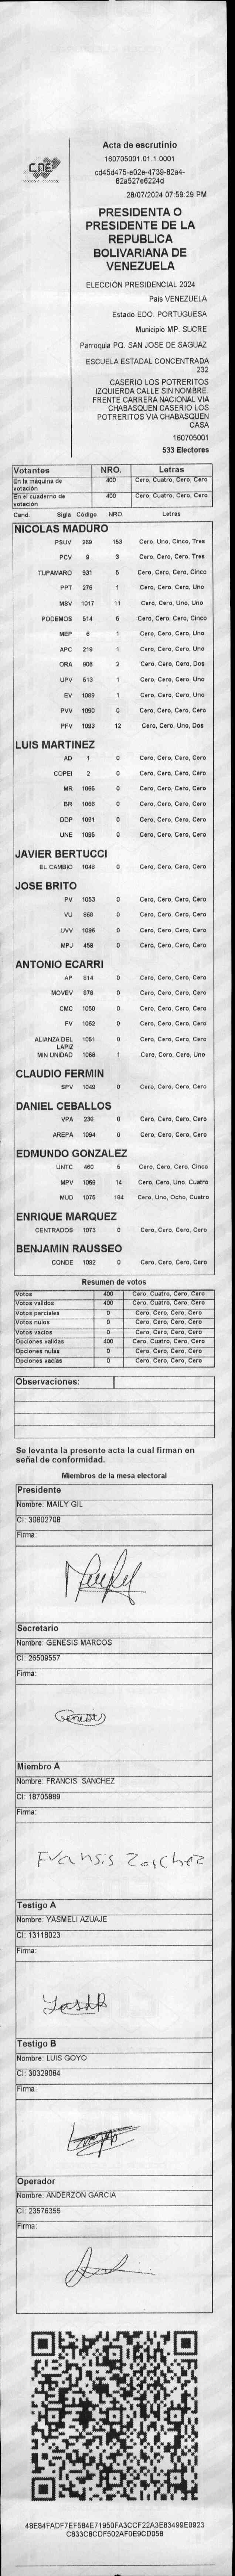 CNE
Acta de escrutinio
160705001.01.1.0001
cd45d475-e02e-4739-82a4-
82a527e6224d
28/07/2024 07:59:29 PM
PRESIDENTA O
PRESIDENTE DE LA
REPUBLICA
BOLIVARIANA DE
VENEZUELA
ELECCIÓN PRESIDENCIAL 2024
Pais VENEZUELA
Estado EDO. PORTUGUESA
Municipio MP. SUCRE
Parroquia PQ. SAN JOSE DE SAGUAZ
ESCUELA ESTADAL CONCENTRADA
232
CASERIO LOS POTRERITOS
IZQUIERDA CALLE SIN NOMBRE.
FRENTE CARRERA NACIONAL VIA
CHABASQUEN CASERIO LOS
POTRERITOS VIA CHABASQUEN
CASA
160705001
533 Electores
Votantes NRO. Letras
En la máquina de votación 400 Cero, Cuatro, Cero, Cero
En el cuaderno de votación 400 Cero, Cuatro, Cero, Cero
Cand. Sigla Codigo NRO. Letras
NICOLAS MADURO
PSUV 269 153 Cero, Uno, Cinco, Tres
PCV 9 3 Cero, Cero, Cero, Tres
TUPAMARO 931 5 Cero, Cero, Cero, Cinco
PPT 276 1 Cero, Cero, Cero, Uno
MSV 1017 11 Cero, Cero, Uno, Uno
PODEMOS 514 5 Cero, Cero, Cero, Cinco
MEP 6 1 Cero, Cero, Cero, Uno
APC 219 1 Cero, Cero, Cero, Uno
ORA 906 2 Cero, Cero, Cero, Dos
UPV 513 1 Cero, Cero, Cero, Uno
EV 1089 1 Cero, Cero, Cero, Uno
PVV 1090 0 Cero, Cero, Cero, Cero
PFV 1093 12 Cero, Cero, Uno, Dos
LUIS MARTINEZ
AD 1 0 Cero, Cero, Cero, Cero
COPEI 2 0 Cero, Cero, Cero, Cero
MR 1065 0 Cero, Cero, Cero, Cero
BR 1066 0 Cero, Cero, Cero, Cero
DDP 1091 0 Cero, Cero, Cero, Cero
UNE 1095 0 Cero, Cero, Cero, Cero
JAVIER BERTUCCI
EL CAMBIO 1048 0 Cero, Cero, Cero, Cero
JOSE BRITO
PV 1053 0 Cero, Cero, Cero, Cero
VU 868 0 Cero, Cero, Cero, Cero
UVV 1096 0 Cero, Cero, Cero, Cero
MPJ 458 0 Cero, Cero, Cero, Cero
ANTONIO ECARRI
AP 814 0 Cero, Cero, Cero, Cero
MOVEV 878 0 Cero, Cero, Cero, Cero
CMC 1050 0 Cero, Cero, Cero, Cero
FV 1062 0 Cero, Cero, Cero, Cero
ALIANZA DEL LAPIZ 1051 0 Cero, Cero, Cero, Cero
MIN UNIDAD 1068 1 Cero, Cero, Cero, Uno
CLAUDIO FERMIN
SPV 1049 0 Cero, Cero, Cero, Cero
DANIEL CEBALLOS
VPA 236 0 Cero, Cero, Cero, Cero
AREPA 1094 0 Cero, Cero, Cero, Cero
EDMUNDO GONZALEZ
UNTC 460 5 Cero, Cero, Cero, Cinco
MPV 1069 14 Cero, Cero, Uno, Cuatro
MUD 1075 184 Cero, Uno, Ocho, Cuatro
ENRIQUE MARQUEZ
CENTRADOS 1073 0 Cero, Cero, Cero, Cero
BENJAMIN RAUSSEO
CONDE 1092 0 Cero, Cero, Cero, Cero
Resumen de votos
Votos 400 Cero, Cuatro, Cero, Cero
Votos validos 400 Cero, Cuatro, Cero, Cero
Votos parciales 0 Cero, Cero, Cero, Cero
Votos nulos 0 Cero, Cero, Cero, Cero
Votos vacios 0 Cero, Cero, Cero, Cero
Opciones validas 400 Cero, Cuatro, Cero, Cero
Opciones nulas 0 Cero, Cero, Cero, Cero
Opciones vacias 0 Cero, Cero, Cero, Cero
Observaciones:
Se levanta la presente acta la cual firman en
señal de conformidad.
Miembros de la mesa electoral
Presidente
Nombre: MAILY GIL
CI: 30602708
Firma:
Secretario
Nombre: GENESIS MARCOS
CI: 26509557
Firma:
Genesis
Miembro A
Nombre: FRANCIS SANCHEZ
CI: 18705889
Firma:
Fransis Zanchez
Testigo A
Nombre: YASMELI AZUAJE
CI: 13118023
Firma:
Testigo B
Nombre: LUIS GOYO
CI: 30329084
Firma:
Operador
Nombre: ANDERZON GARCIA
CI: 23576355
Firma:
48EB4FADF7EF584E71950FA3CCF22A3E83499E0923
C833C8CDF502AF0E9CD058